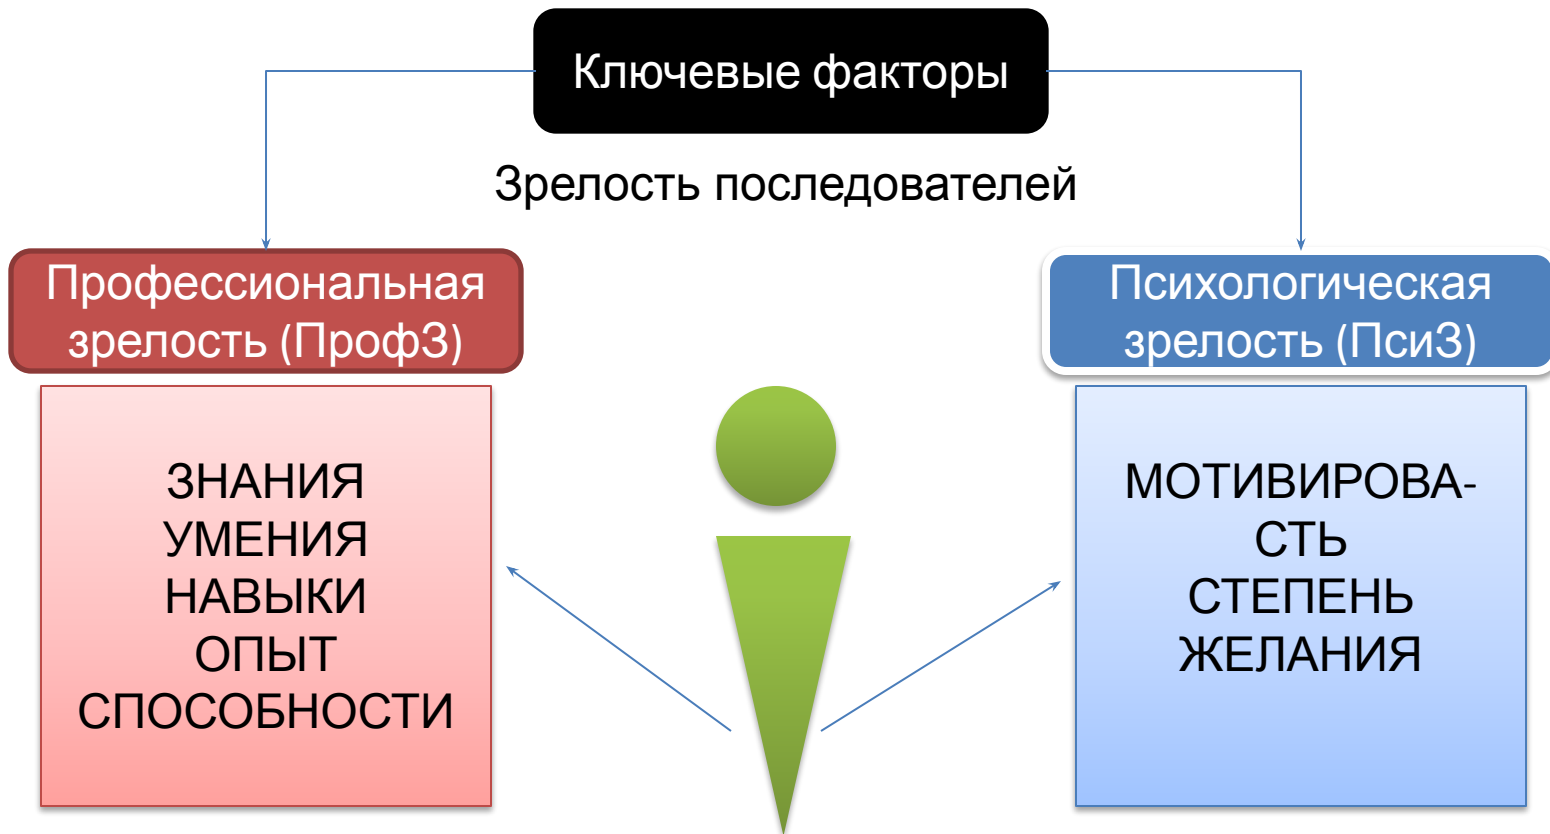 Ключевые факторы
Зрелость последователей
Профессиональная
зрелость (ПрофЗ)
ЗНАНИЯ
УМЕНИЯ
НАВЫКИ
ОПЫТ
СПОСОБНОСТИ
Психологическая
зрелость (ПсиЗ)
МОТИВИРОВА-
СТЬ
СТЕПЕНЬ
ЖЕЛАНИЯ